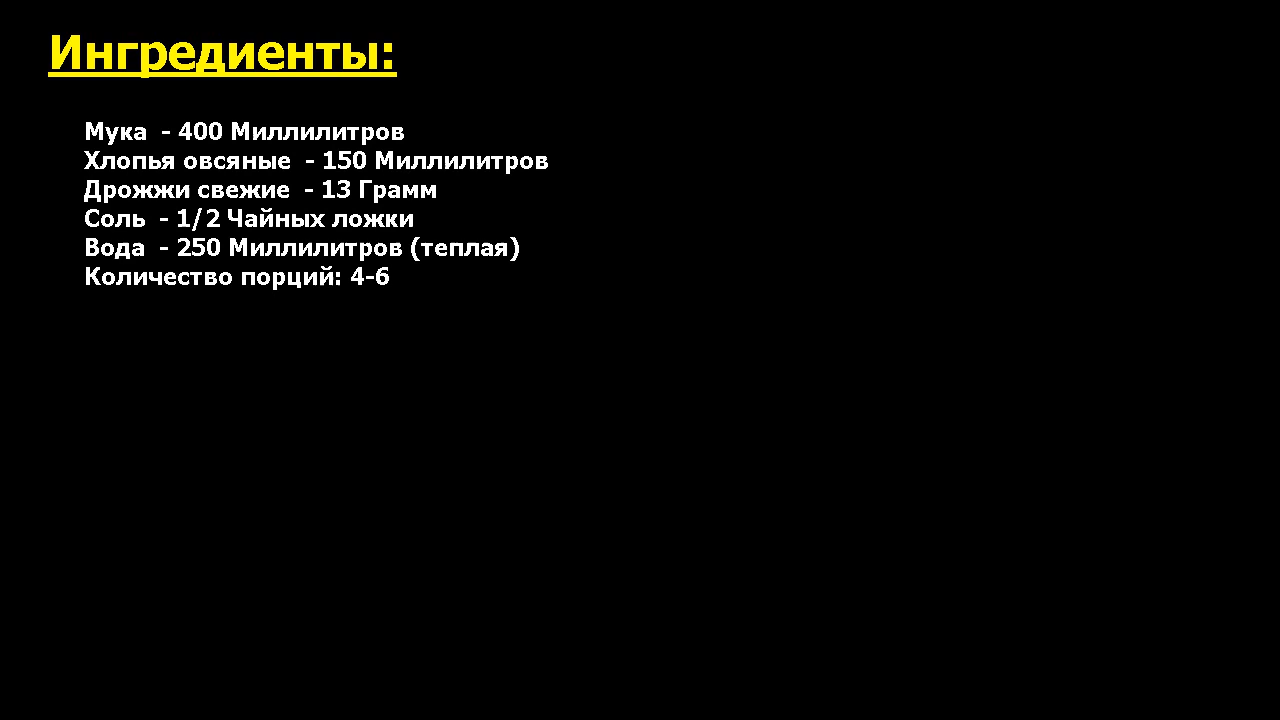 Ингредиенты:
Мука  - 400 Миллилитров
Хлопья овсяные  - 150 Миллилитров
Дрожжи свежие  - 13 Грамм
Соль  - 1/2 Чайных ложки
Вода  - 250 Миллилитров (теплая)
Количество порций: 4-6